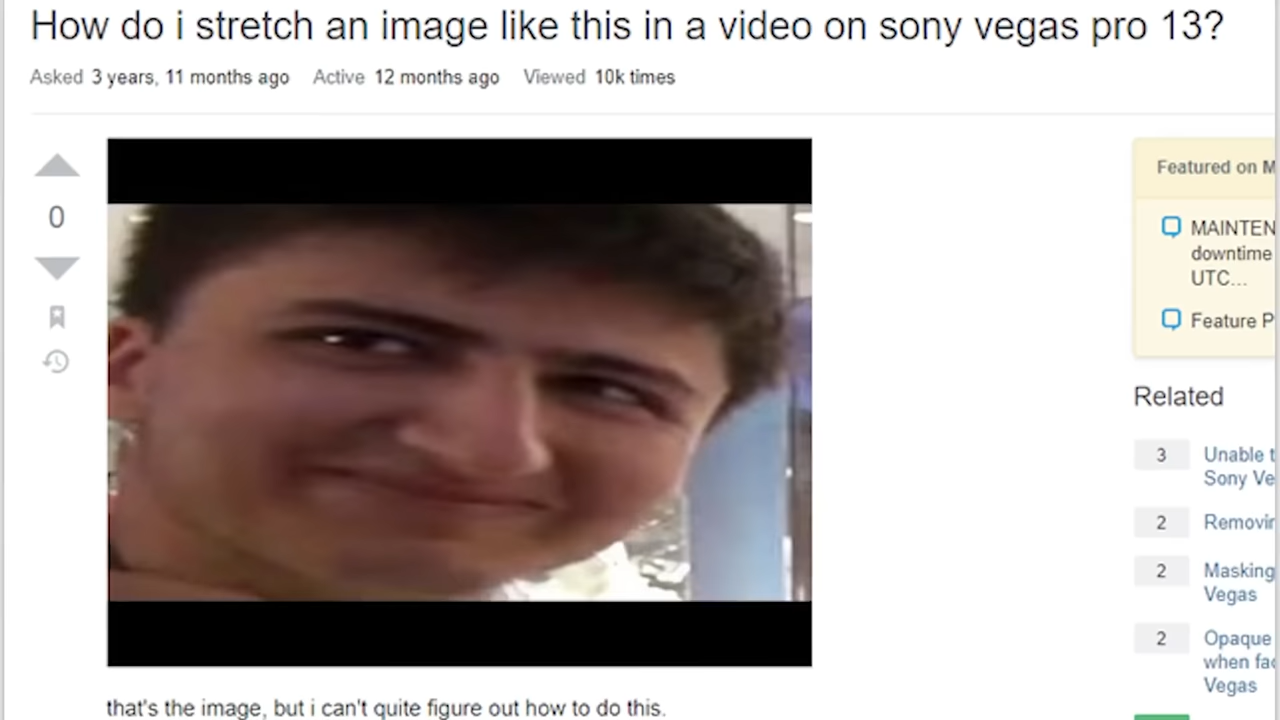 How do i stretch an image like this in a video on sony vegas pro 13?
Asked 3 years, 11 months ago Active 12 months ago Viewed 10k times
0
that's the image, but i can't quite figure out how to do this.
Featured on M
MAINTEN
downtime
UTC...
Feature P
Related
3 Unable t
Sony Ve
2 Removin
2 Masking
Vegas
2 Opaque
when fac
Vegas